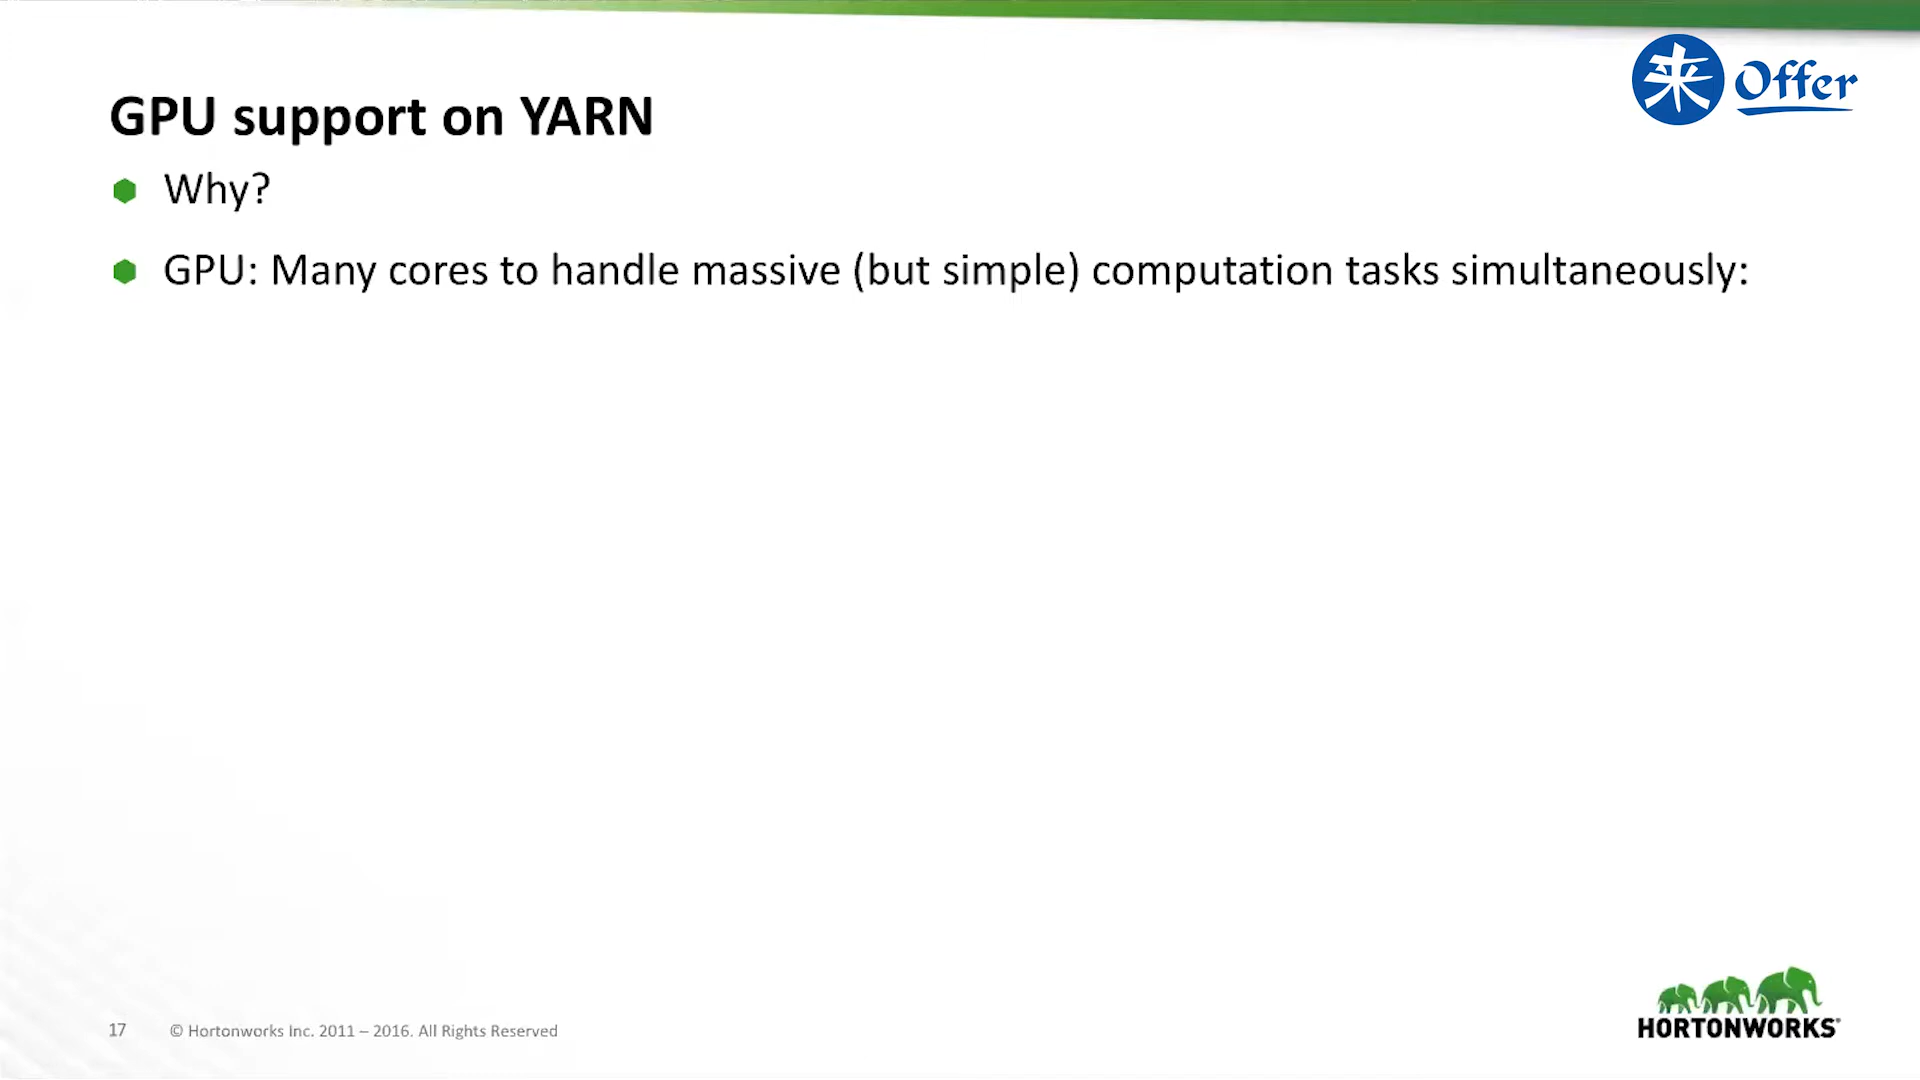 来 Offer
GPU support on YARN
Why?
GPU: Many cores to handle massive (but simple) computation tasks simultaneously:
17 © Hortonworks Inc. 2011 – 2016. All Rights Reserved
HORTONWORKS®